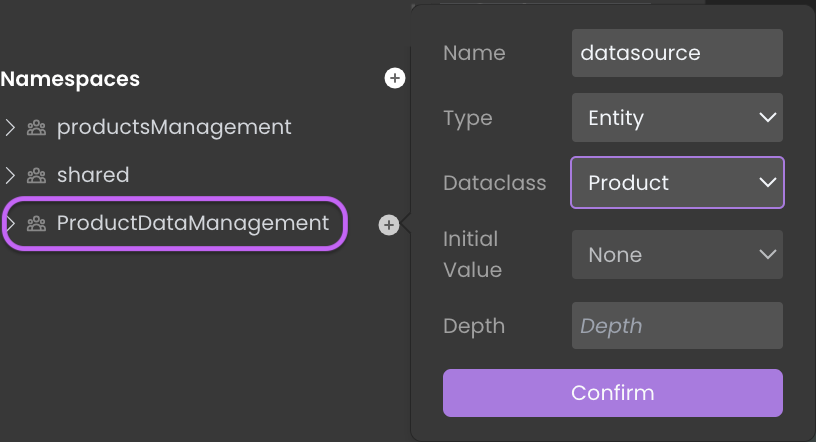 Namespaces
productsManagement
shared
ProductDataManagement
Name
datasource
Type
Entity
Dataclass
Product
Initial
Value
None
Depth
Depth
Confirm